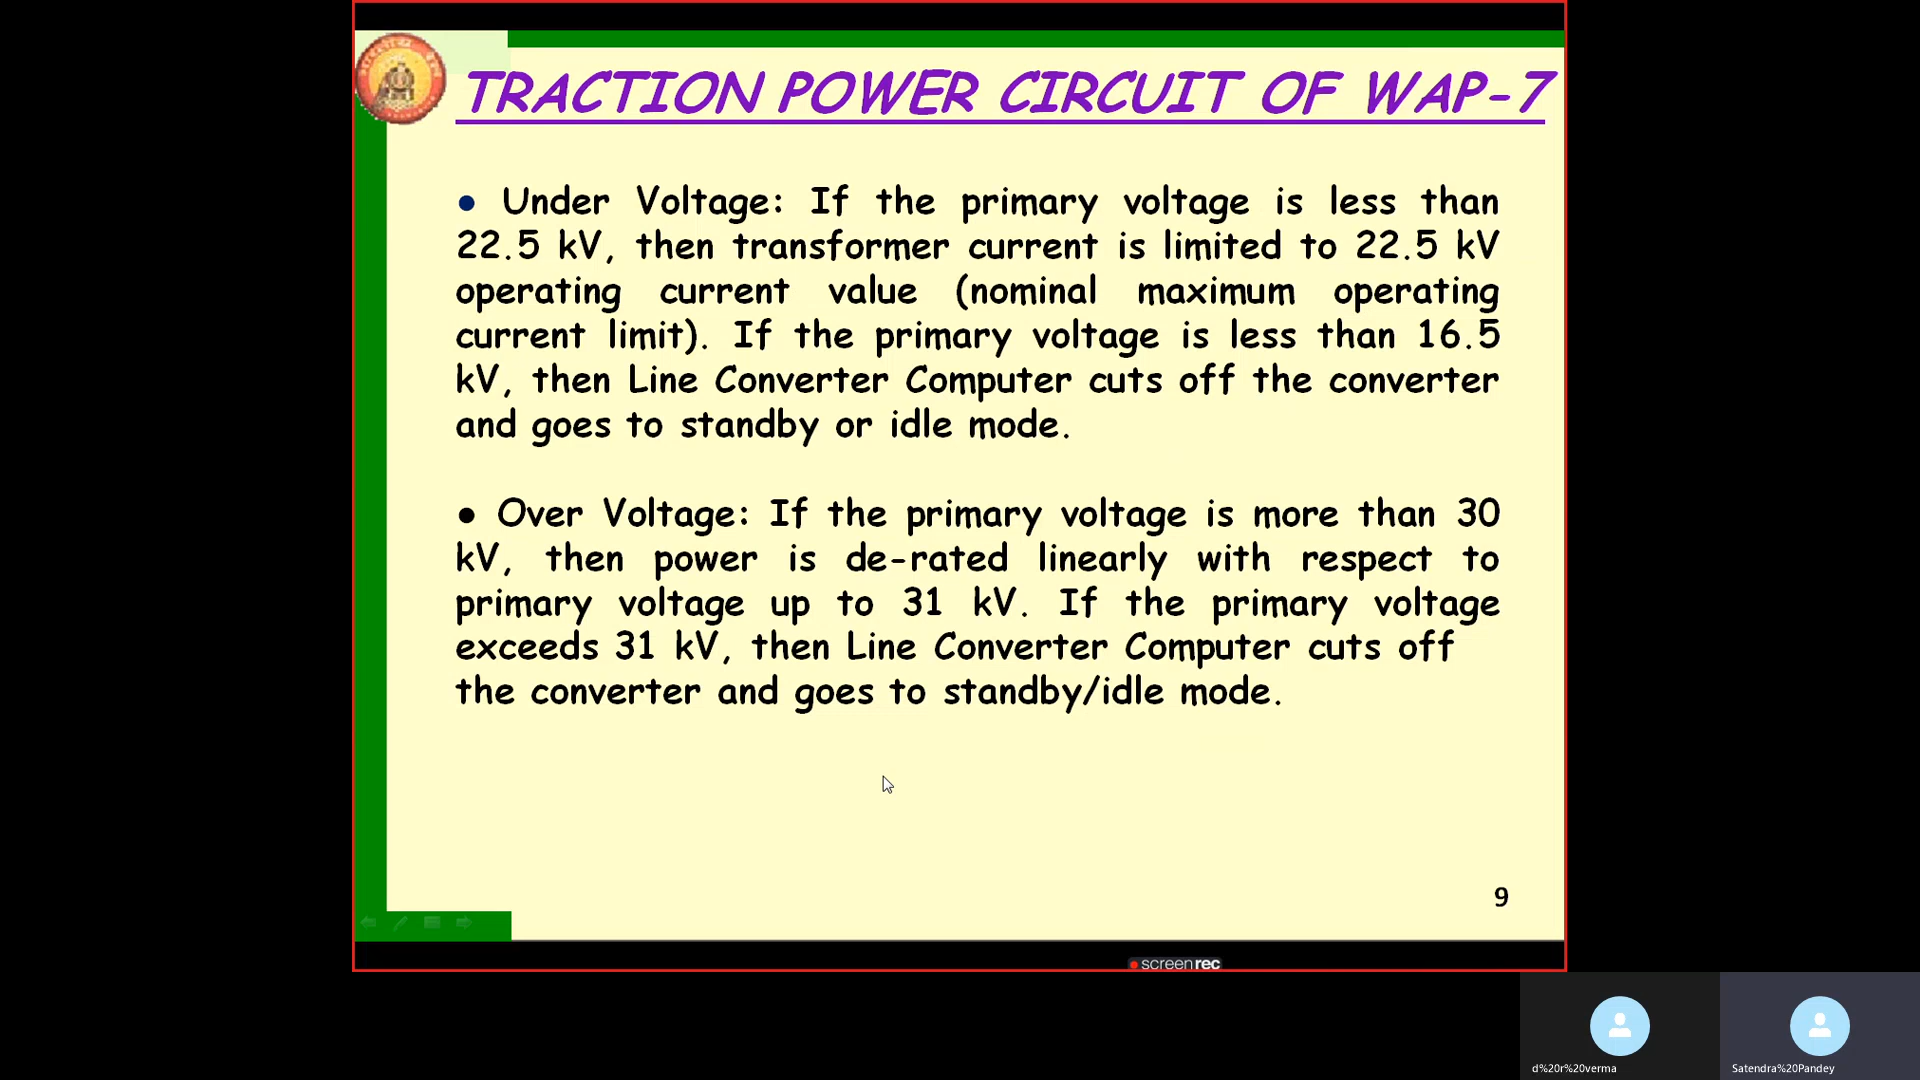 TRACTION POWER CIRCUIT OF WAP-7
● Under Voltage: If the primary voltage is less than
22.5 kV, then transformer current is limited to 22.5 kV
operating current value (nominal maximum operating
current limit). If the primary voltage is less than 16.5
kV, then Line Converter Computer cuts off the converter
and goes to standby or idle mode.
● Over Voltage: If the primary voltage is more than 30
kV, then power is de-rated linearly with respect to
primary voltage up to 31 kV. If the primary voltage
exceeds 31 kV, then Line Converter Computer cuts off
the converter and goes to standby/idle mode.
9
screenrec
d%20r%20verma
Satendra%20Pandey